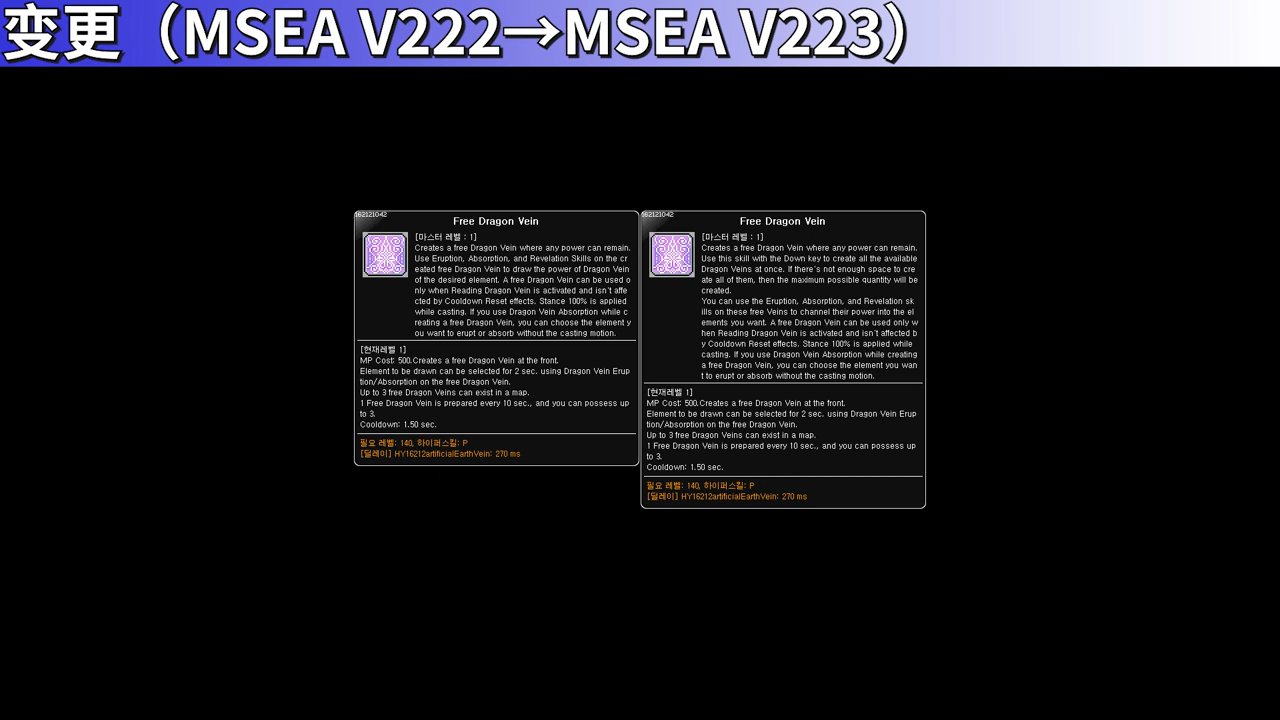 変更（MSEA V222→MSEA V223）
162121042
Free Dragon Vein
[마스터 레벨 : 1]
Creates a free Dragon Vein where any power can remain.
Use Eruption, Absorption, and Revelation Skills on the cr
eated free Dragon Vein to draw the power of Dragon Vein
of the desired element. A free Dragon Vein can be used o
nly when Reading Dragon Vein is activated and isn't affe
cted by Cooldown Reset effects. Stance 100% is applied
while casting. If you use Dragon Vein Absorption while c
reating a free Dragon Vein, you can choose the element y
ou want to erupt or absorb without the casting motion.
[현재레벨 1]
MP Cost: 500.Creates a free Dragon Vein at the front.
Element to be drawn can be selected for 2 sec. using Dragon Vein Erup
tion/Absorption on the free Dragon Vein.
Up to 3 free Dragon Veins can exist in a map.
1 Free Dragon Vein is prepared every 10 sec., and you can possess up
to 3.
Cooldown: 1.50 sec.
필요 레벨: 140, 하이퍼스킬: P
[딜레이] HY16212artificialEarthVein: 270 ms
162121042
Free Dragon Vein
[마스터 레벨 : 1]
Creates a free Dragon Vein where any power can remain.
Use this skill with the Down key to create all the available
Dragon Veins at once. If there's not enough space to cre
ate all of them, then the maximum possible quantity will be
created.
You can use the Eruption, Absorption, and Revelation sk
ills on these free Veins to channel their power into the el
ements you want. A free Dragon Vein can be used only w
hen Reading Dragon Vein is activated and isn't affected b
y Cooldown Reset effects. Stance 100% is applied while
casting. If you use Dragon Vein Absorption while creating
a free Dragon Vein, you can choose the element you wan
t to erupt or absorb without the casting motion.
[현재레벨 1]
MP Cost: 500.Creates a free Dragon Vein at the front.
Element to be drawn can be selected for 2 sec. using Dragon Vein Erup
tion/Absorption on the free Dragon Vein.
Up to 3 free Dragon Veins can exist in a map.
1 Free Dragon Vein is prepared every 10 sec., and you can possess up
to 3.
Cooldown: 1.50 sec.
필요 레벨: 140, 하이퍼스킬: P
[딜레이] HY16212artificialEarthVein: 270 ms